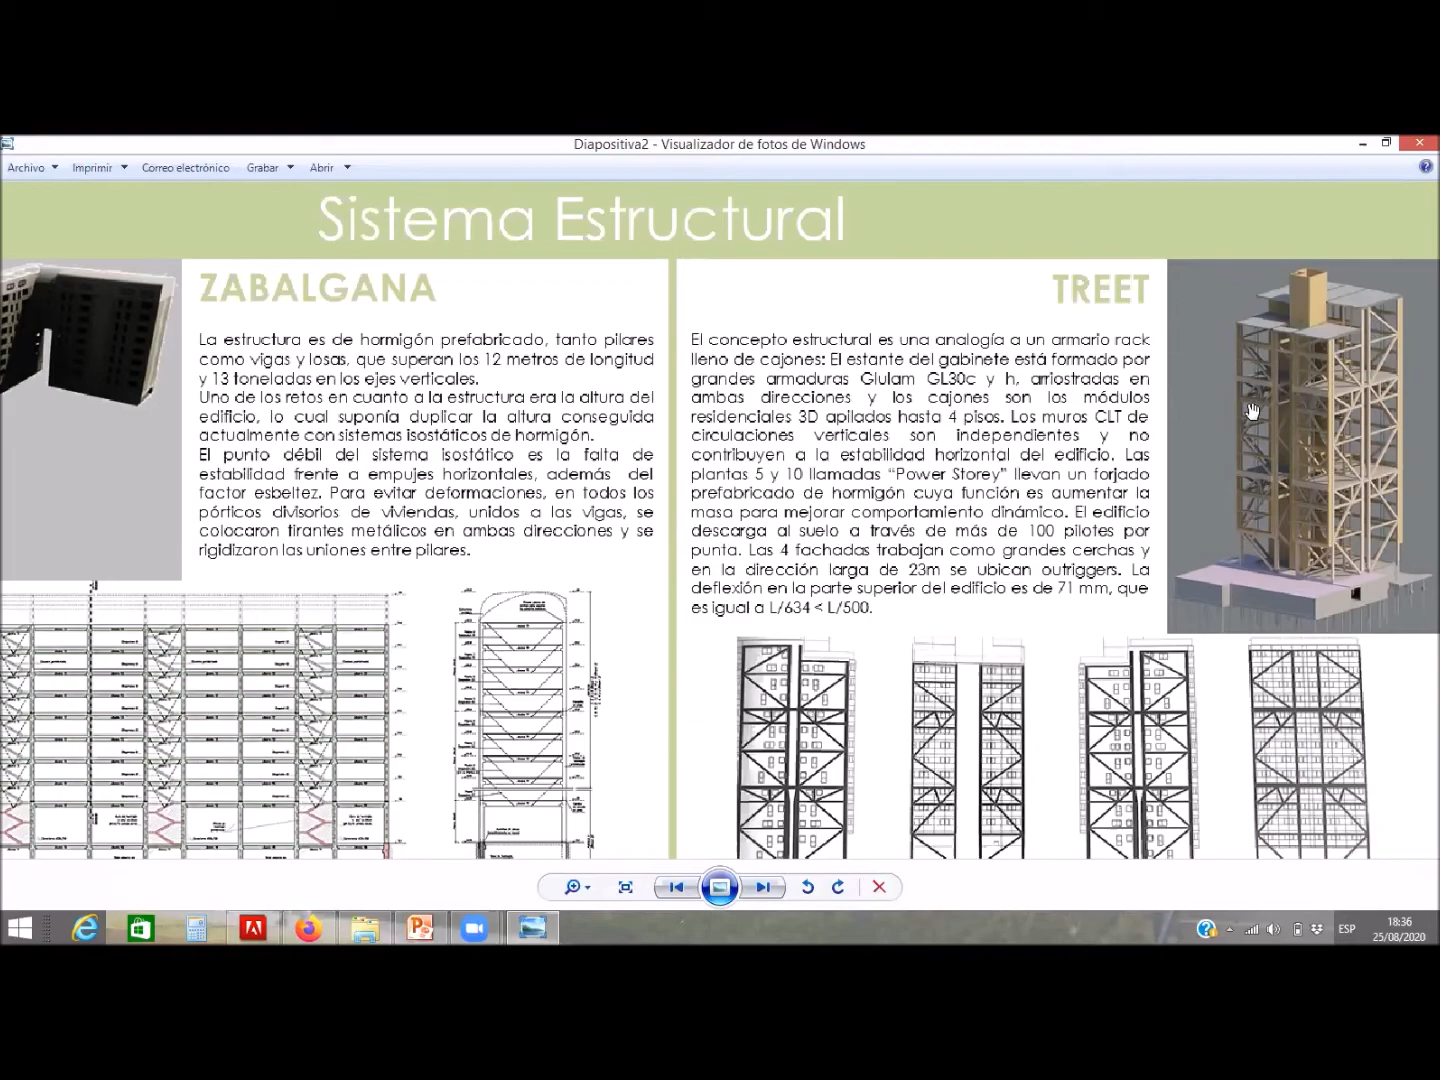 Diapositiva2 - Visualizador de fotos de Windows
Archivo Imprimir Correo electrónico Grabar Abrir
Sistema Estructural
ZABALGANA
La estructura es de hormigón prefabricado, tanto pilares
como vigas y losas, que superan los 12 metros de longitud
y 13 toneladas en los ejes verticales.
Uno de los retos en cuanto a la estructura era la altura del
edificio, lo cual suponía duplicar la altura conseguida
actualmente con sistemas isostáticos de hormigón.
El punto débil del sistema isostático es la falta de
estabilidad frente a empujes horizontales, además del
factor esbeltez. Para evitar deformaciones, en todos los
pórticos divisorios de viviendas, unidos a las vigas, se
colocaron tirantes metálicos en ambas direcciones y se
rigidizaron las uniones entre pilares.
TREET
El concepto estructural es una analogía a un armario rack
lleno de cajones: El estante del gabinete está formado por
grandes armaduras Glulam GL30c y h, arriostradas en
ambas direcciones y los cajones son los módulos
residenciales 3D apilados hasta 4 pisos. Los muros CLT de
circulaciones verticales son independientes y no
contribuyen a la estabilidad horizontal del edificio. Las
plantas 5 y 10 llamadas “Power Storey” llevan un forjado
prefabricado de hormigón cuya función es aumentar la
masa para mejorar comportamiento dinámico. El edificio
descarga al suelo a través de más de 100 pilotes por
punta. Las 4 fachadas trabajan como grandes cerchas y
en la dirección larga de 23m se ubican outriggers. La
deflexión en la parte superior del edificio es de 71 mm, que
es igual a L/634 < L/500.
ESP
18:36
25/08/2020